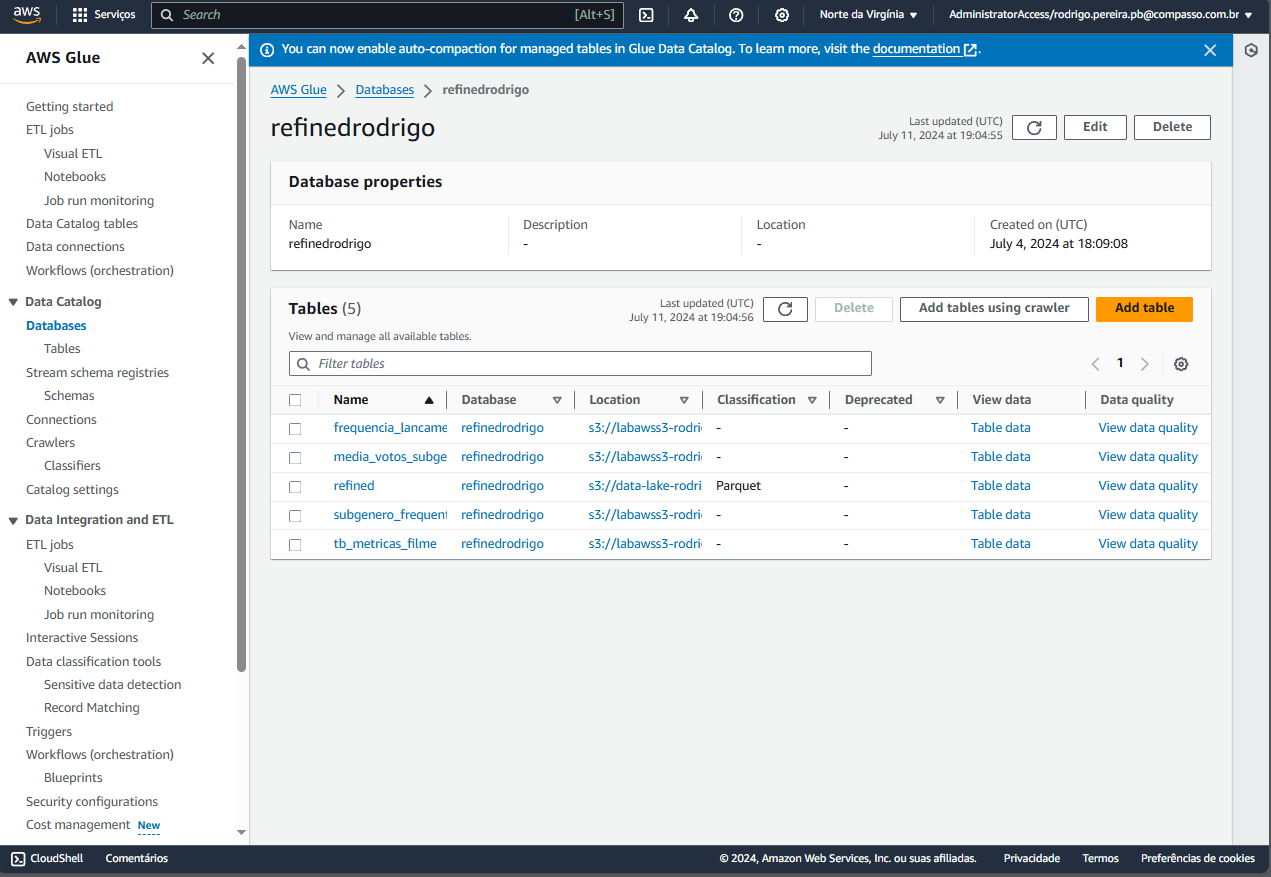 aws
Services
Search [Alt+S]
Norte da Virgínia
AdministratorAccess/rodrigo.pereira.pb@compasso.com.br
AWS Glue
Getting started
ETL jobs
Visual ETL
Notebooks
Job run monitoring
Data Catalog tables
Data connections
Workflows (orchestration)
Data Catalog
Databases
Tables
Stream schema registries
Schemas
Connections
Crawlers
Classifiers
Catalog settings
Data Integration and ETL
ETL jobs
Visual ETL
Notebooks
Job run monitoring
Interactive Sessions
Data classification tools
Sensitive data detection
Record Matching
Triggers
Workflows (orchestration)
Blueprints
Security configurations
Cost management New
You can now enable auto-compaction for managed tables in Glue Data Catalog. To learn more, visit the documentation.
AWS Glue > Databases > refinedrodrigo
refinedrodrigo
Last updated (UTC)
July 11, 2024 at 19:04:55
Edit
Delete
Database properties
Name
refinedrodrigo
Description
-
Location
-
Created on (UTC)
July 4, 2024 at 18:09:08
Tables (5)
Last updated (UTC)
July 11, 2024 at 19:04:56
Delete
Add tables using crawler
Add table
View and manage all available tables.
Filter tables
1
Name Database Location Classification Deprecated View data Data quality
frequencia_lancame refinedrodrigo s3://labawss3-rodri - - Table data View data quality
media_votos_subge refinedrodrigo s3://labawss3-rodri - - Table data View data quality
refined refinedrodrigo s3://data-lake-rodri Parquet - Table data View data quality
subgenero_frequent refinedrodrigo s3://labawss3-rodri - - Table data View data quality
tb_metricas_filme refinedrodrigo s3://labawss3-rodri - - Table data View data quality
CloudShell
Comentários
© 2024, Amazon Web Services, Inc. ou suas afiliadas.
Privacidade
Termos
Preferências de cookies